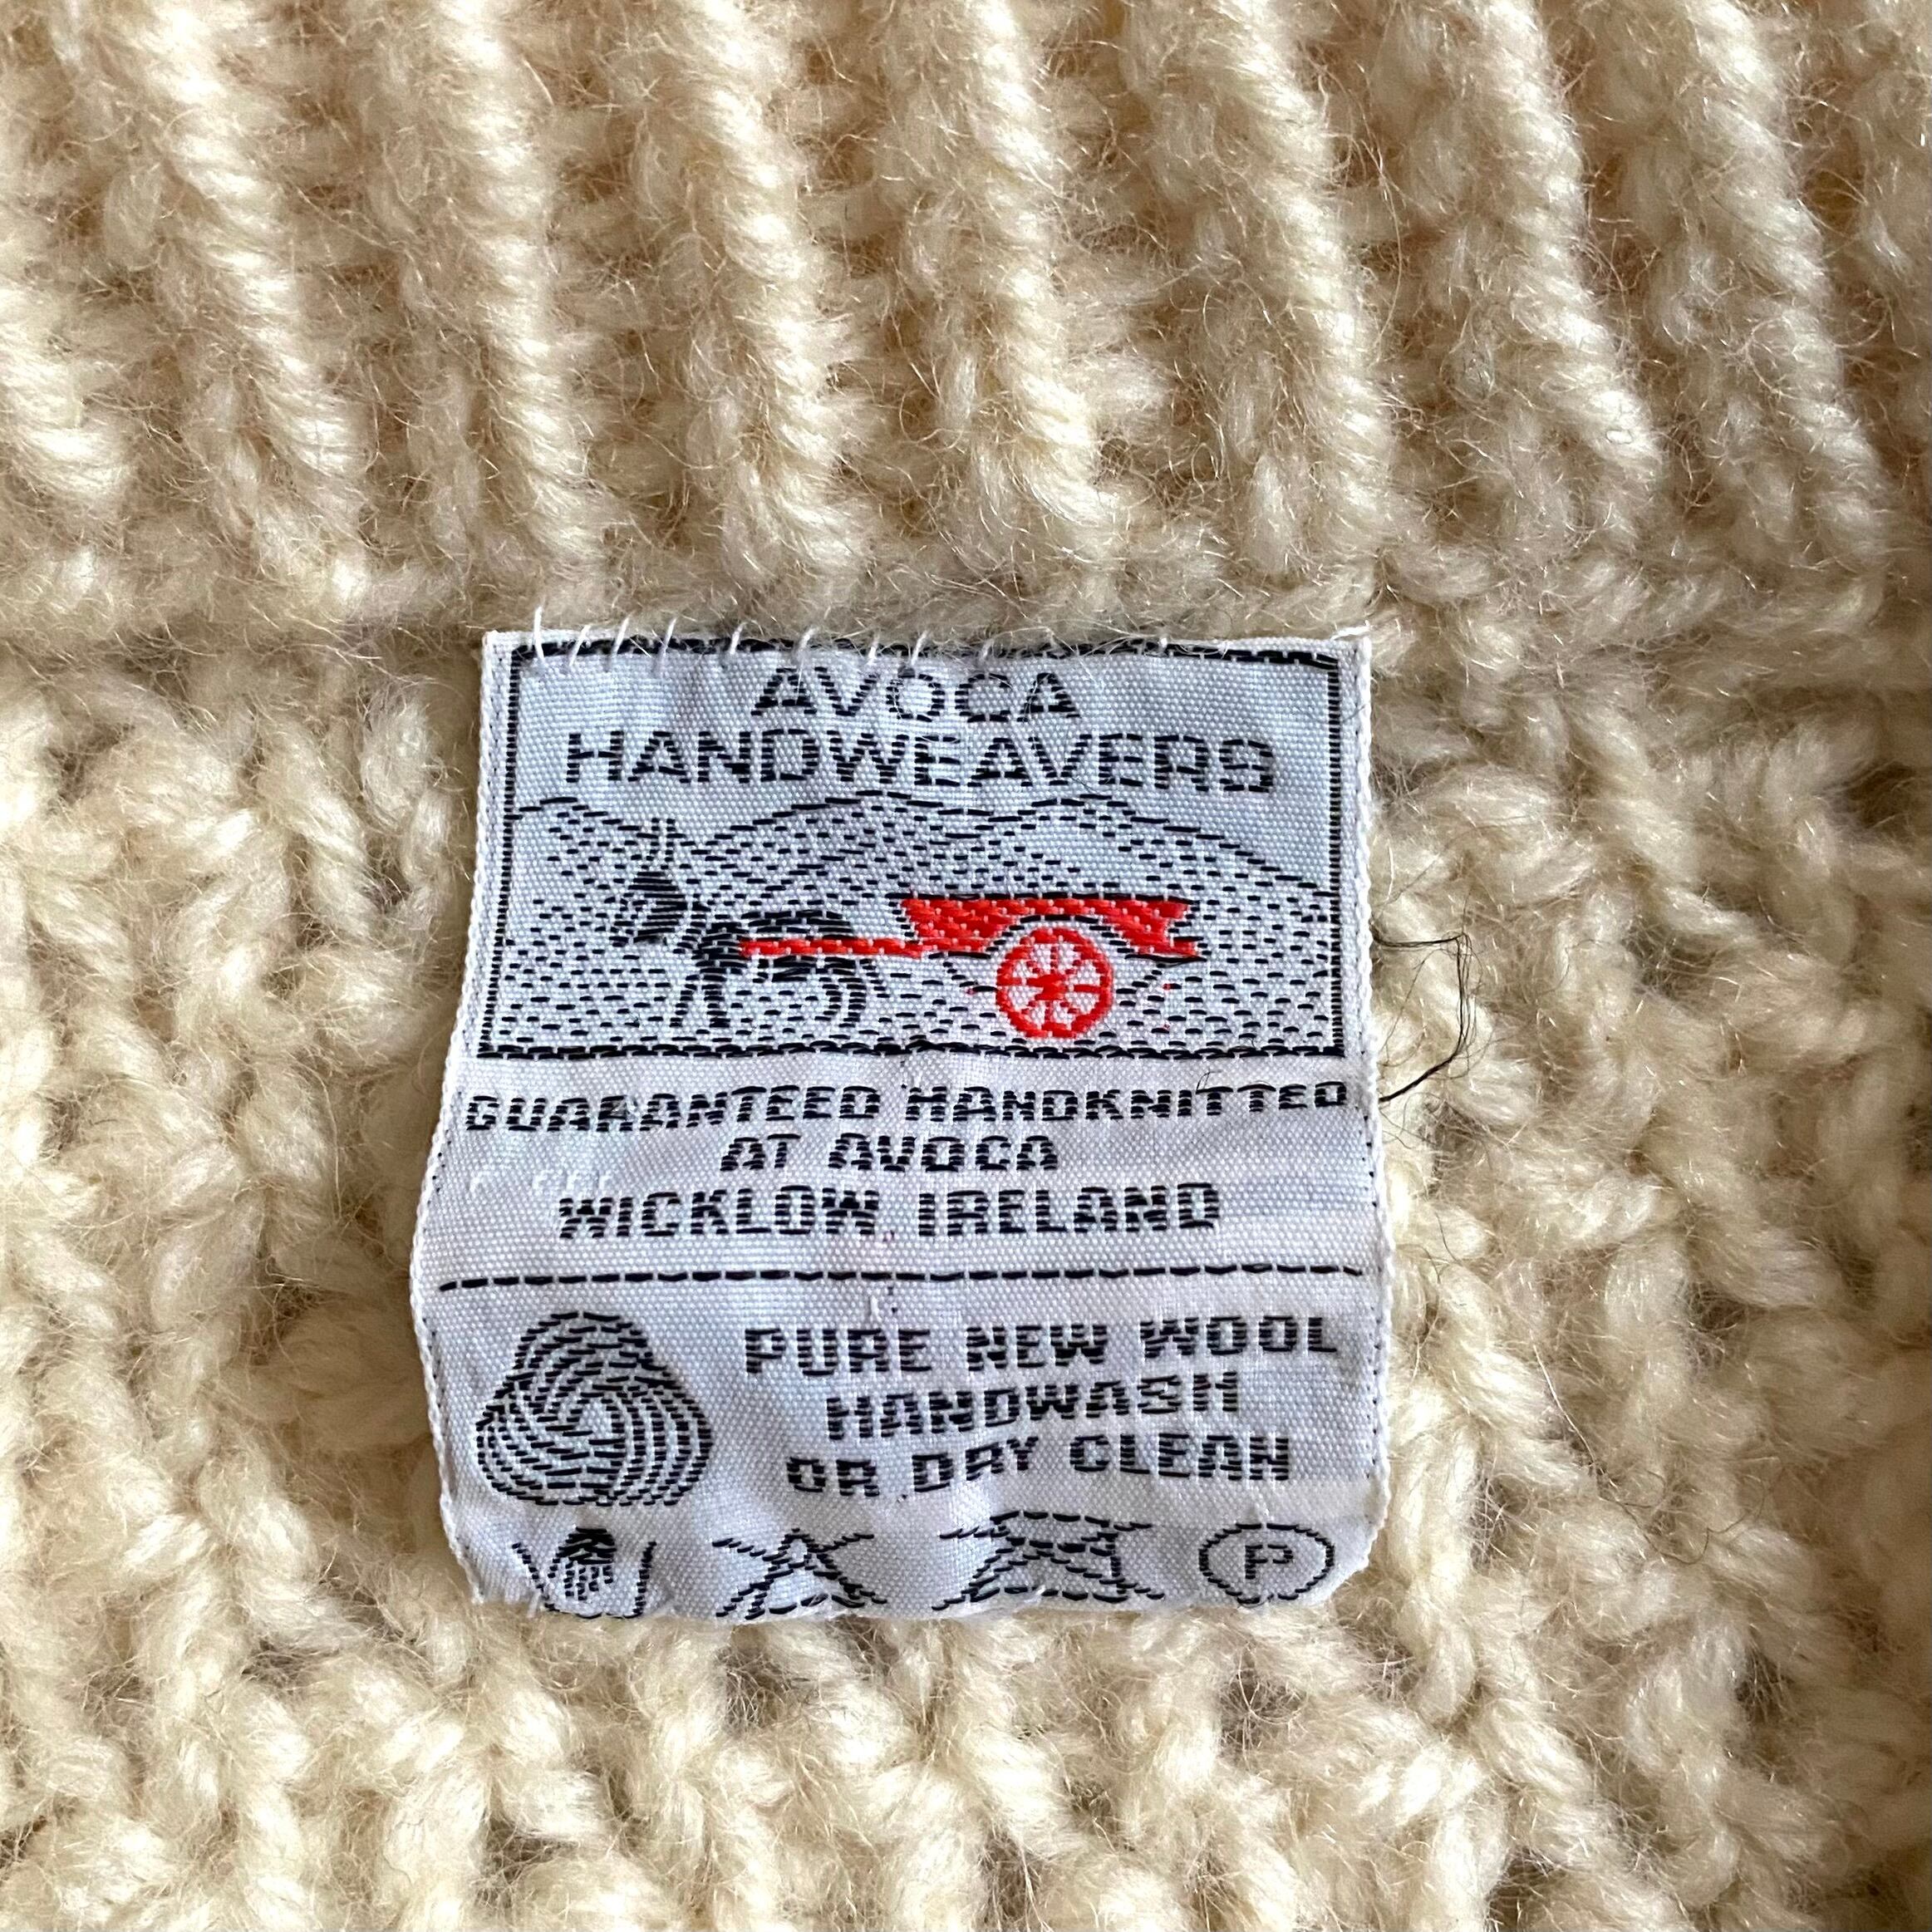 AVOCA
HANDWEAVERS
GUARANTEED HANDKNITTED
AT AVOCA
WICKLOW, IRELAND
PURE NEW WOOL
HANDWASH
OR DRY CLEAN
P